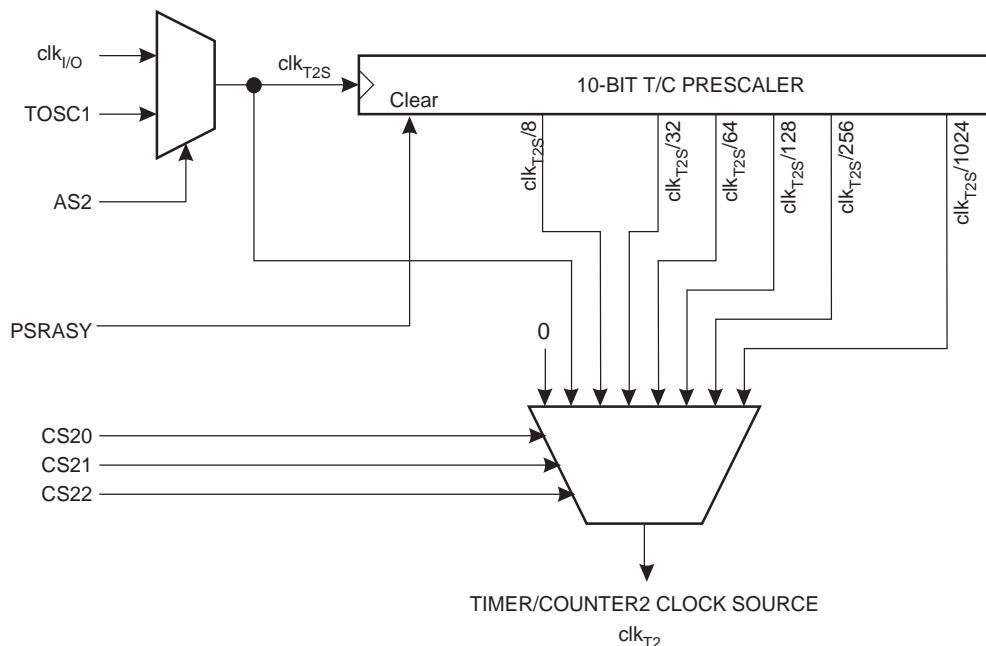 clkI/O
clkT2S
10-BIT T/C PRESCALER
TOSC1
Clear
clkT2S/8
clkT2S/32
clkT2S/64
clkT2S/128
clkT2S/256
clkT2S/1024
AS2
PSRASY
0
CS20
CS21
CS22
TIMER/COUNTER2 CLOCK SOURCE
clkT2